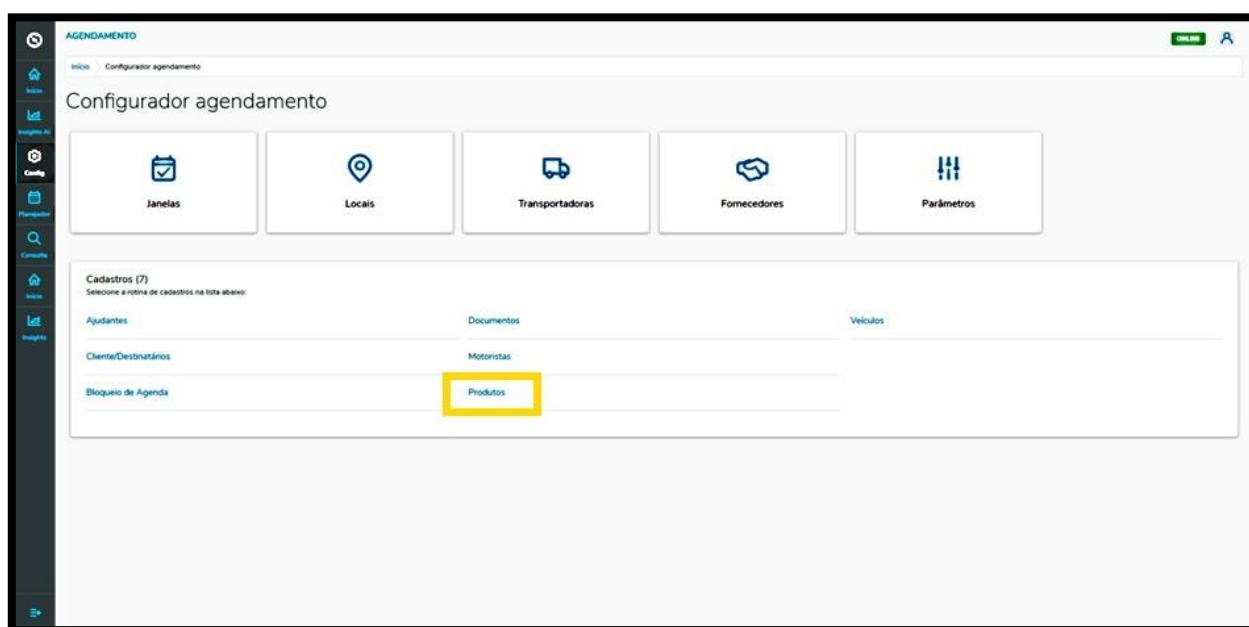 AGENDAMENTO
ONLINE
Início Configurador agendamento
Configurador agendamento
Início
Insights AI
Config
Planejador
Consulta
Início
Insights
Janelas
Locais
Transportadoras
Fornecedores
Parâmetros
Cadastros (7)
Selecione a rotina de cadastros na lista abaixo:
Ajudantes
Documentos
Veículos
Cliente/Destinatários
Motoristas
Bloqueio de Agenda
Produtos